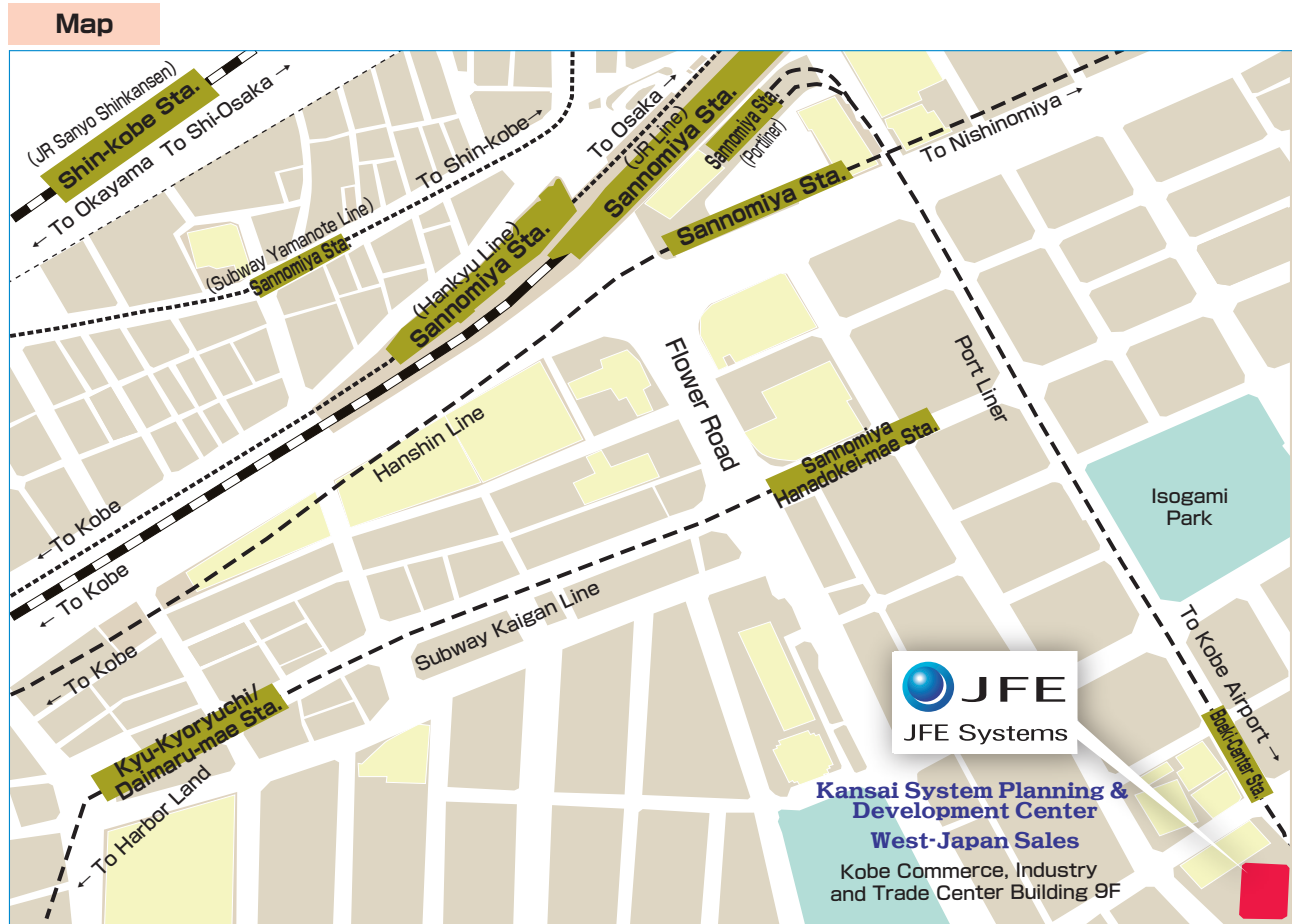 Map
(JR Sanyo Shinkansen)
Shin-kobe Sta.
← To Okayama To Shi-Osaka →
To Shin-kobe→
(Subway Yamanote Line)
Sannomiya Sta.
(Hankyu Line)
Sannomiya Sta.
To Osaka →
(JR Line)
Sannomiya Sta.
Sannomiya Sta.
(Portliner)
Sannomiya Sta.
To Nishinomiya →
Flower Road
Port Liner
Hanshin Line
Sannomiya
Hanadokei-mae Sta.
Isogami
Park
← To Kobe
← To Kobe
← To Kobe
Subway Kaigan Line
Kyu-Kyoryuchi/
Daimaru-mae Sta.
← To Harbor Land
To Kobe Airport →
Boeki-Center Sta.
JFE
JFE Systems
Kansai System Planning &
Development Center
West-Japan Sales
Kobe Commerce, Industry
and Trade Center Building 9F